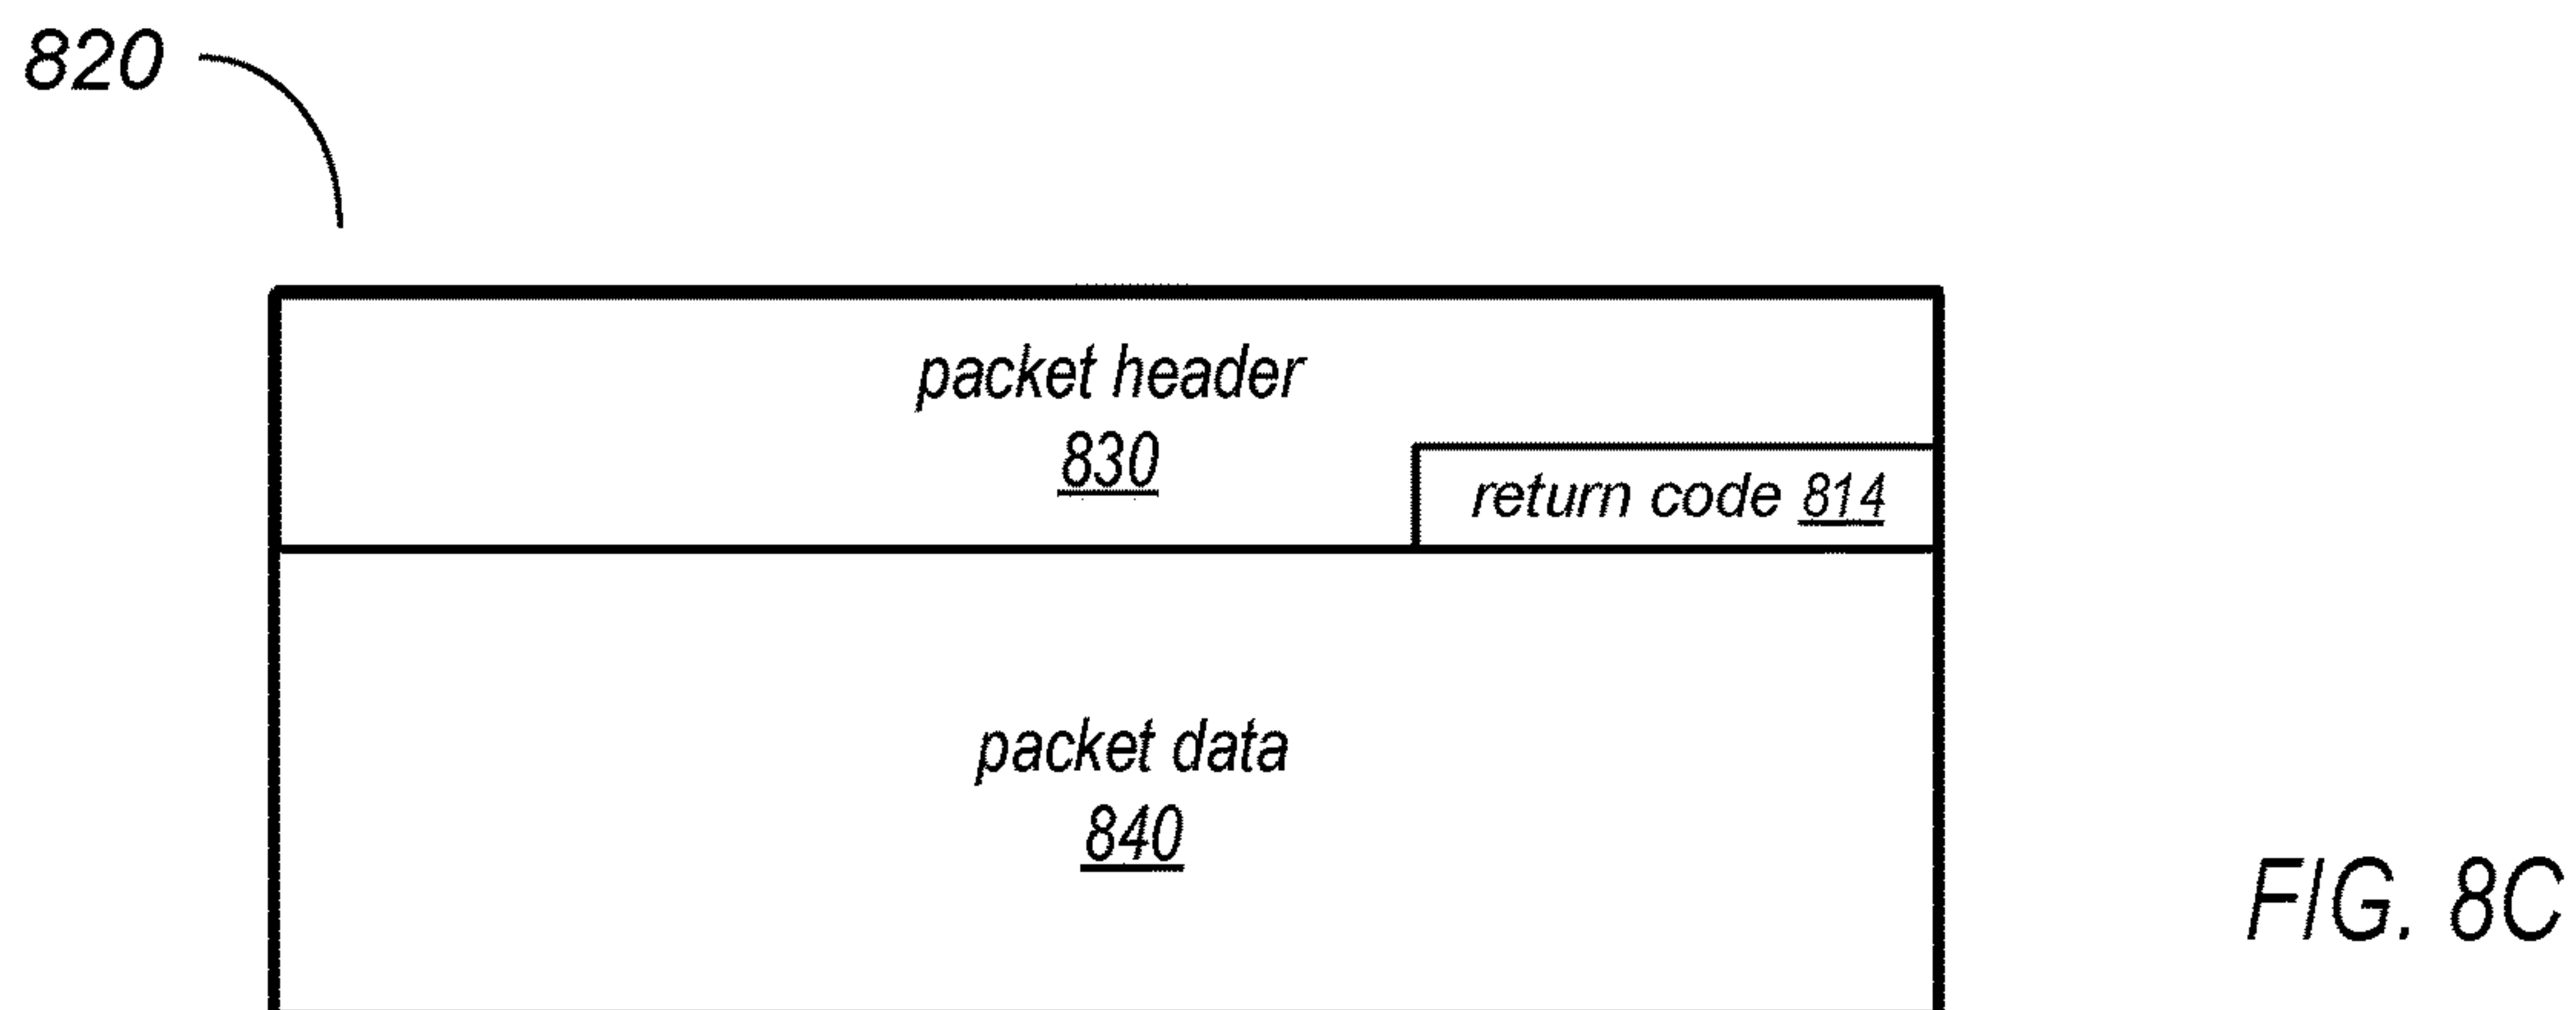 820
packet header
830
return code 814
packet data
840
FIG. 8C